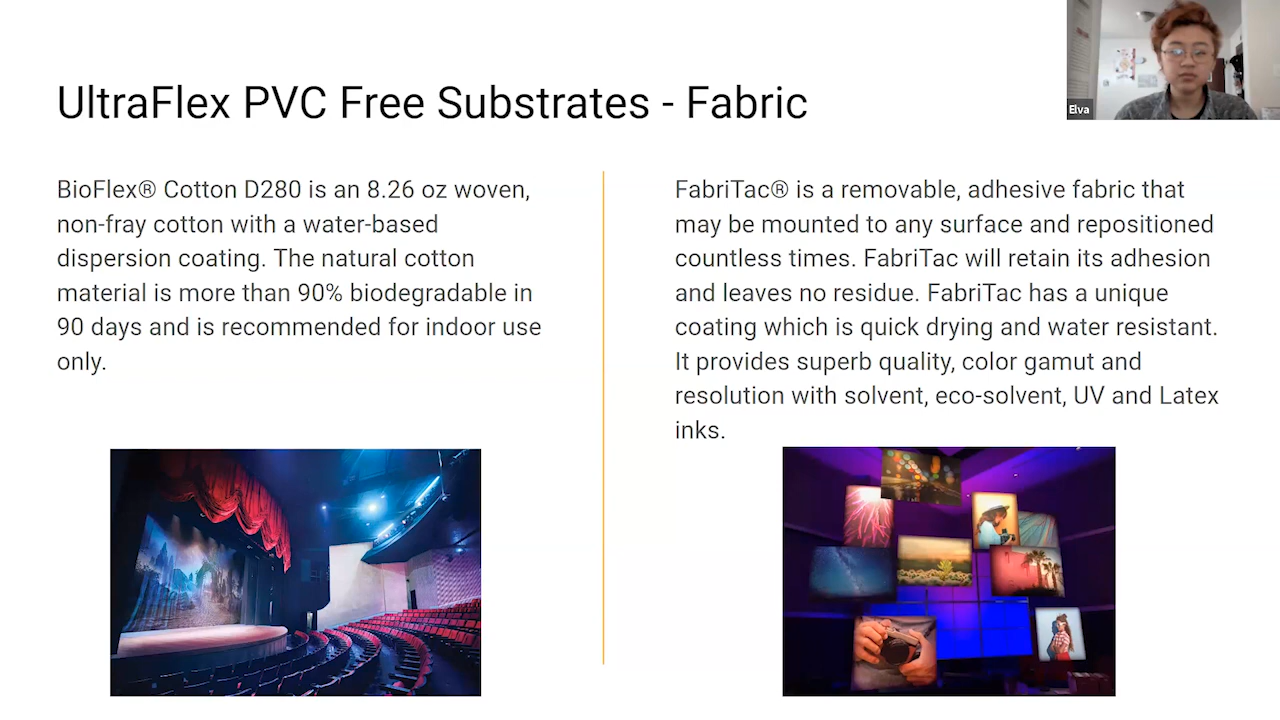 UltraFlex PVC Free Substrates - Fabric
Elva
BioFlex® Cotton D280 is an 8.26 oz woven,
non-fray cotton with a water-based
dispersion coating. The natural cotton
material is more than 90% biodegradable in
90 days and is recommended for indoor use
only.
FabriTac® is a removable, adhesive fabric that
may be mounted to any surface and repositioned
countless times. FabriTac will retain its adhesion
and leaves no residue. FabriTac has a unique
coating which is quick drying and water resistant.
It provides superb quality, color gamut and
resolution with solvent, eco-solvent, UV and Latex
inks.